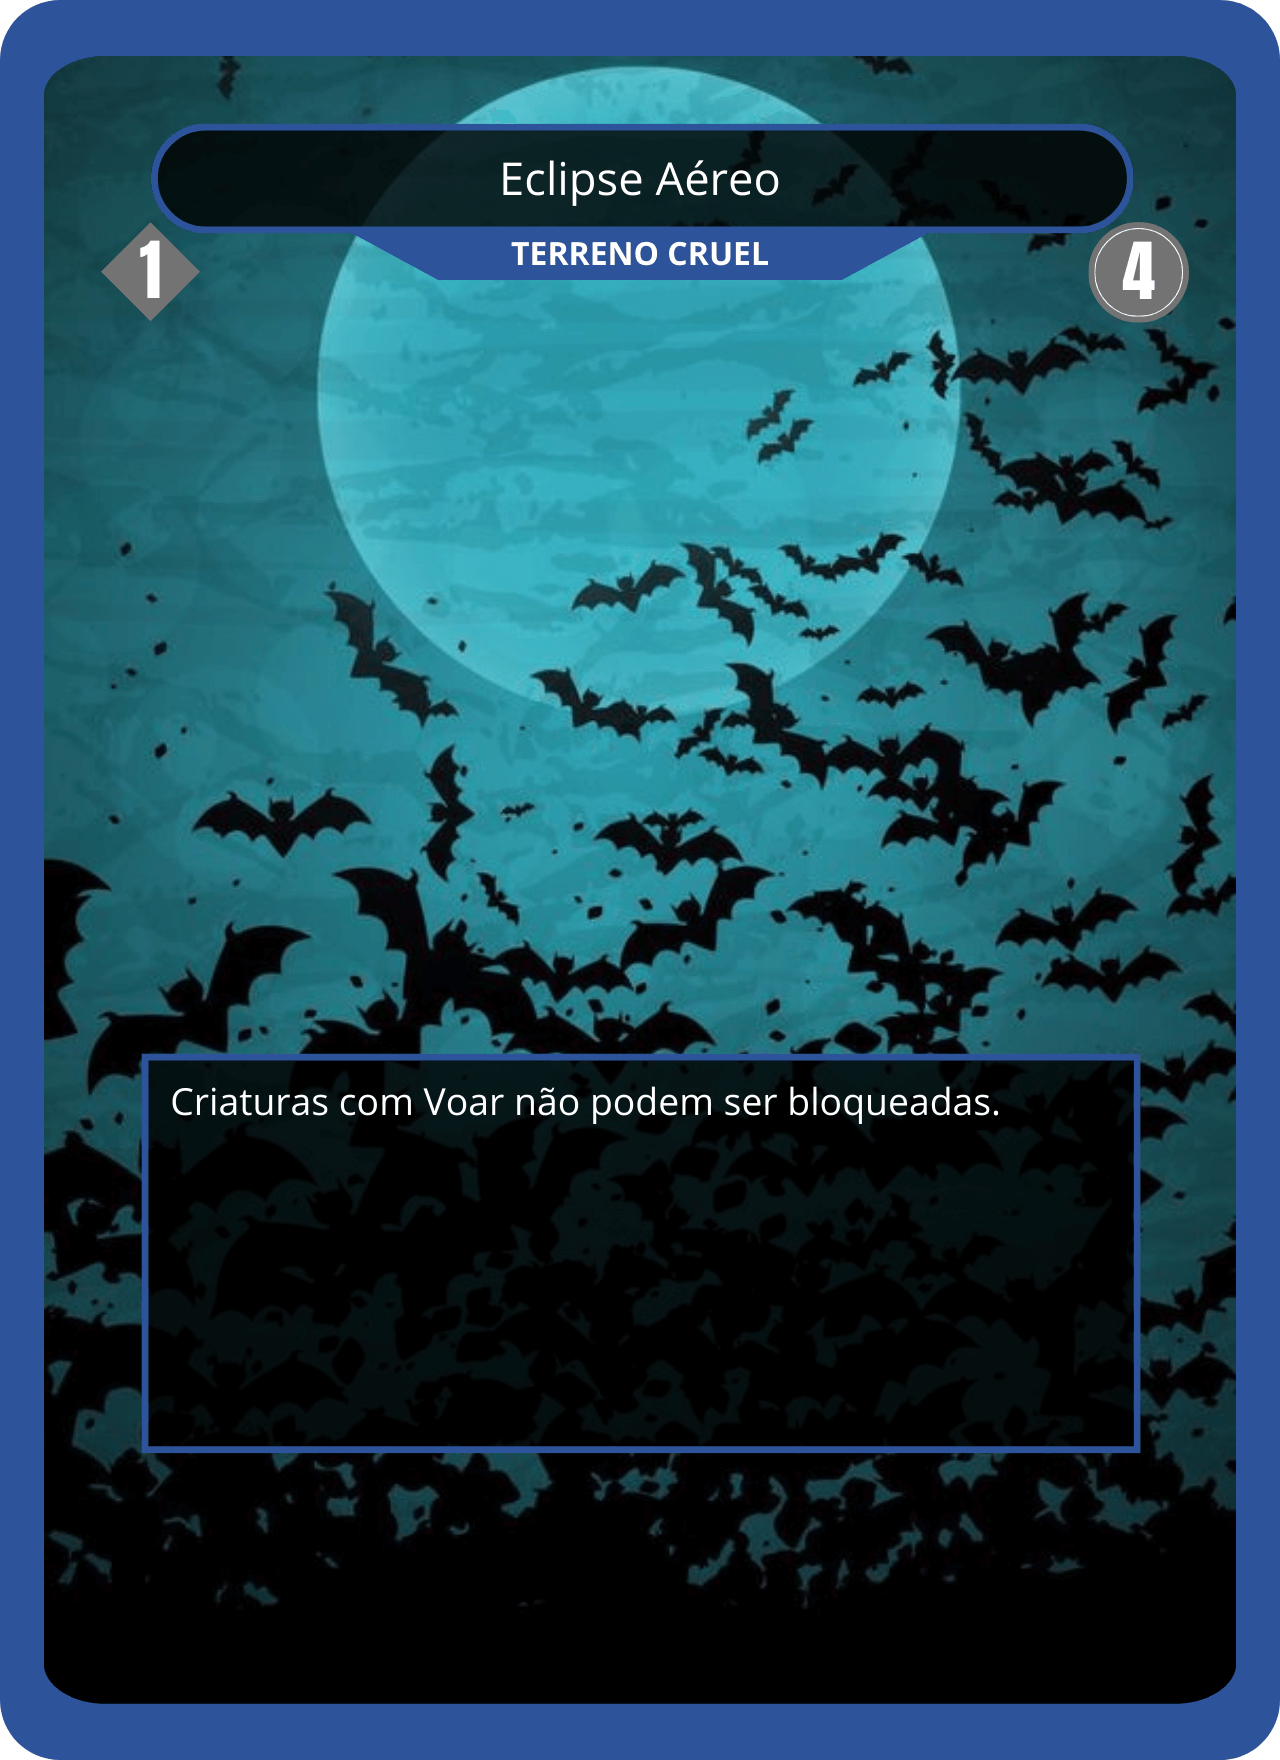 Eclipse Aéreo
TERRENO CRUEL
1
4
Criaturas com Voar não podem ser bloqueadas.